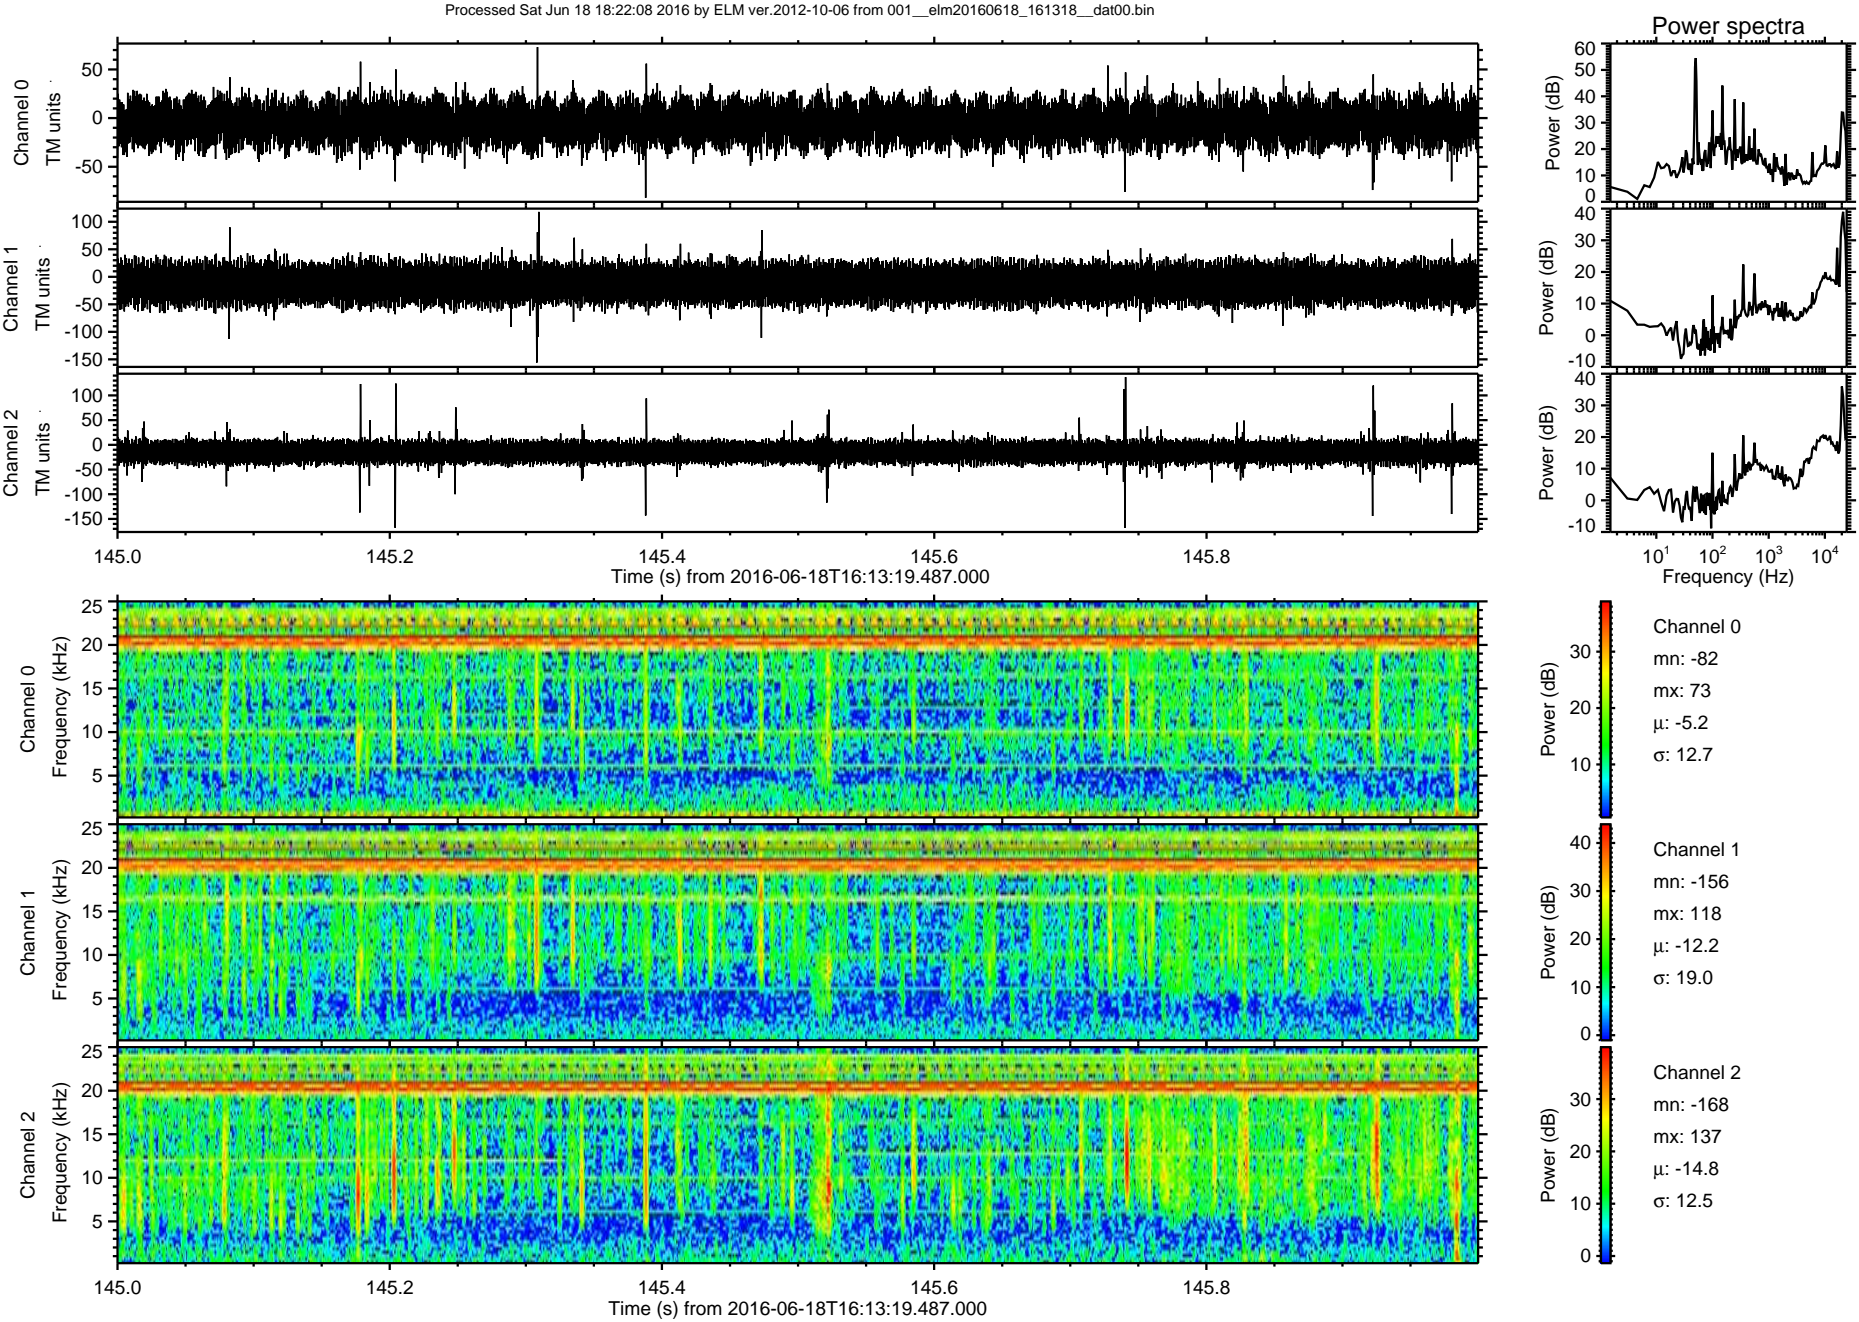 Processed Sat Jun 18 18:22:08 2016 by ELM ver.2012-10-06 from 001__elm20160618_161318__dat00.bin
Power spectra
Channel 0
TM units
50
0
-50
Power (dB)
60
50
40
30
20
10
0
Channel 1
TM units
100
50
0
-50
-100
-150
Power (dB)
40
30
20
10
0
-10
Channel 2
TM units
100
50
0
-50
-100
-150
Power (dB)
40
30
20
10
0
-10
145.0 145.2 145.4 145.6 145.8
Time (s) from 2016-06-18T16:13:19.487.000
10¹ 10² 10³ 10⁴
Frequency (Hz)
Channel 0
Frequency (kHz)
25
20
15
10
5
Power (dB)
30
20
10
Channel 0
mn: -82
mx: 73
μ: -5.2
σ: 12.7
Channel 1
Frequency (kHz)
25
20
15
10
5
Power (dB)
40
30
20
10
0
Channel 1
mn: -156
mx: 118
μ: -12.2
σ: 19.0
Channel 2
Frequency (kHz)
25
20
15
10
5
Power (dB)
30
20
10
0
Channel 2
mn: -168
mx: 137
μ: -14.8
σ: 12.5
145.0 145.2 145.4 145.6 145.8
Time (s) from 2016-06-18T16:13:19.487.000